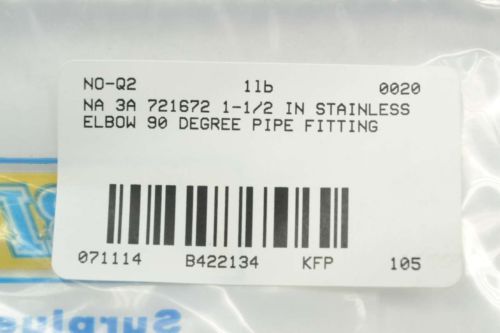 NO-Q2 1lb 0020
NA 3A 721672 1-1/2 IN STAINLESS
ELBOW 90 DEGREE PIPE FITTING
071114 B422134 KFP 105
Surplus